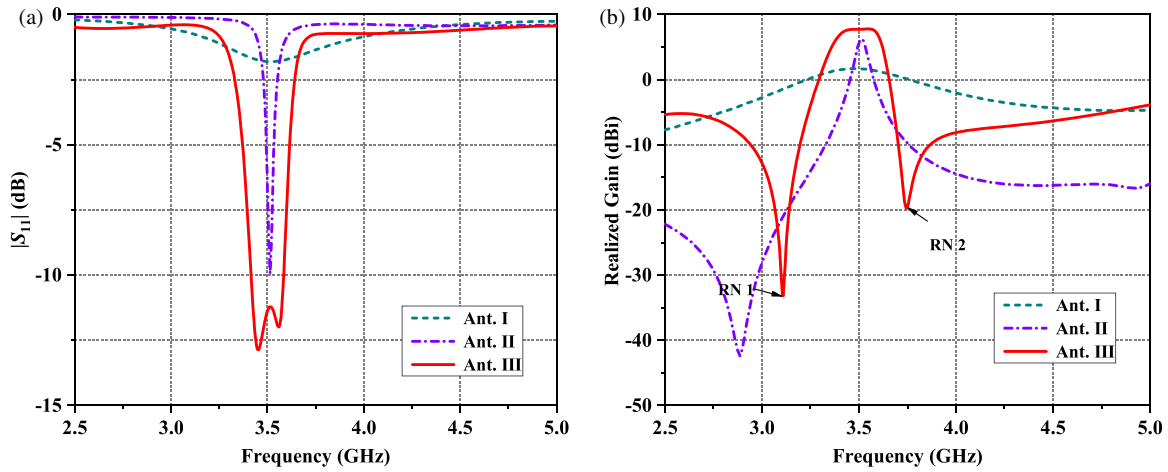 (a)
0
-5
-10
-15
|S11| (dB)
Ant. I
Ant. II
Ant. III
2.5 3.0 3.5 4.0 4.5 5.0
Frequency (GHz)
(b)
10
0
-10
-20
-30
-40
-50
Realized Gain (dBi)
RN 1
RN 2
Ant. I
Ant. II
Ant. III
2.5 3.0 3.5 4.0 4.5 5.0
Frequency (GHz)